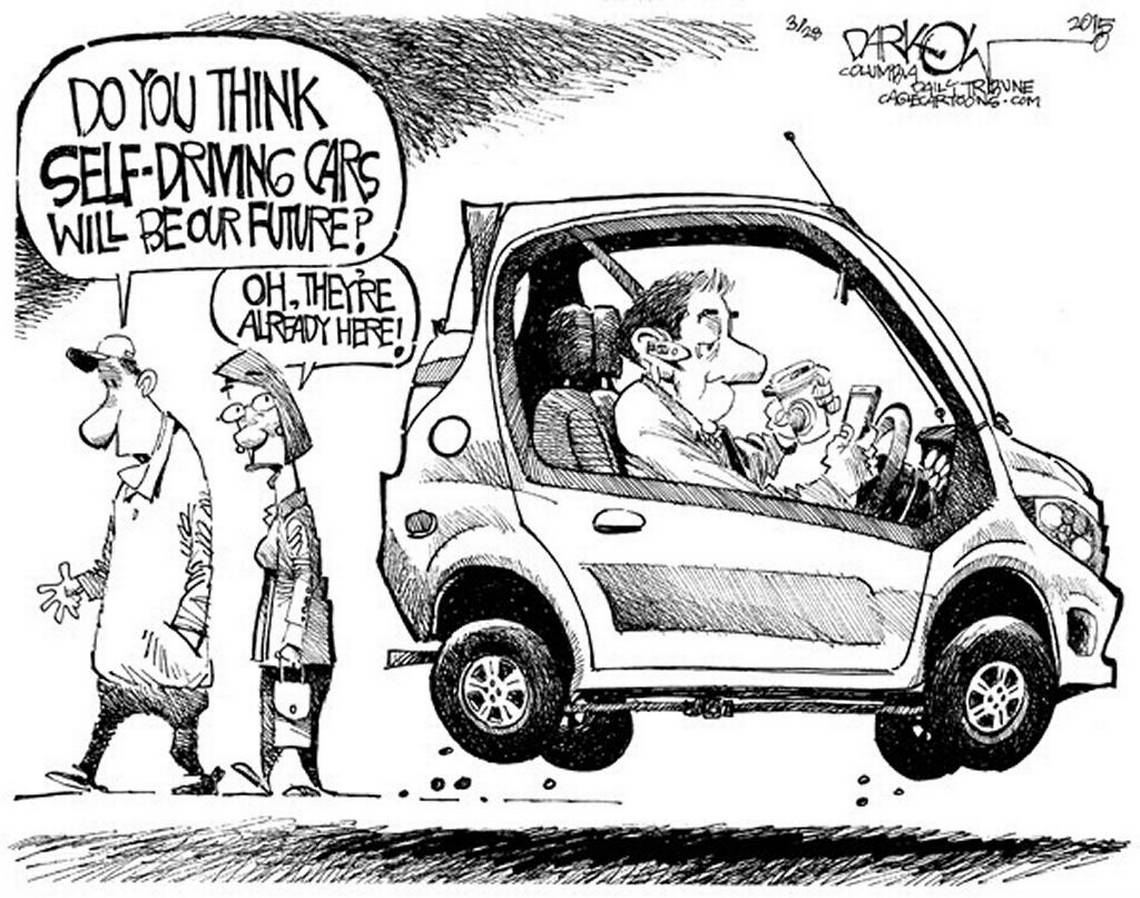 DO YOU THINK
SELF-DRIVING CARS
WILL BE OUR FUTURE?
OH, THEY'RE
ALREADY HERE!
3/28
DARKOW
2015
COLUMBIA
DAILY TRIBUNE
CAGLECARTOONS.COM